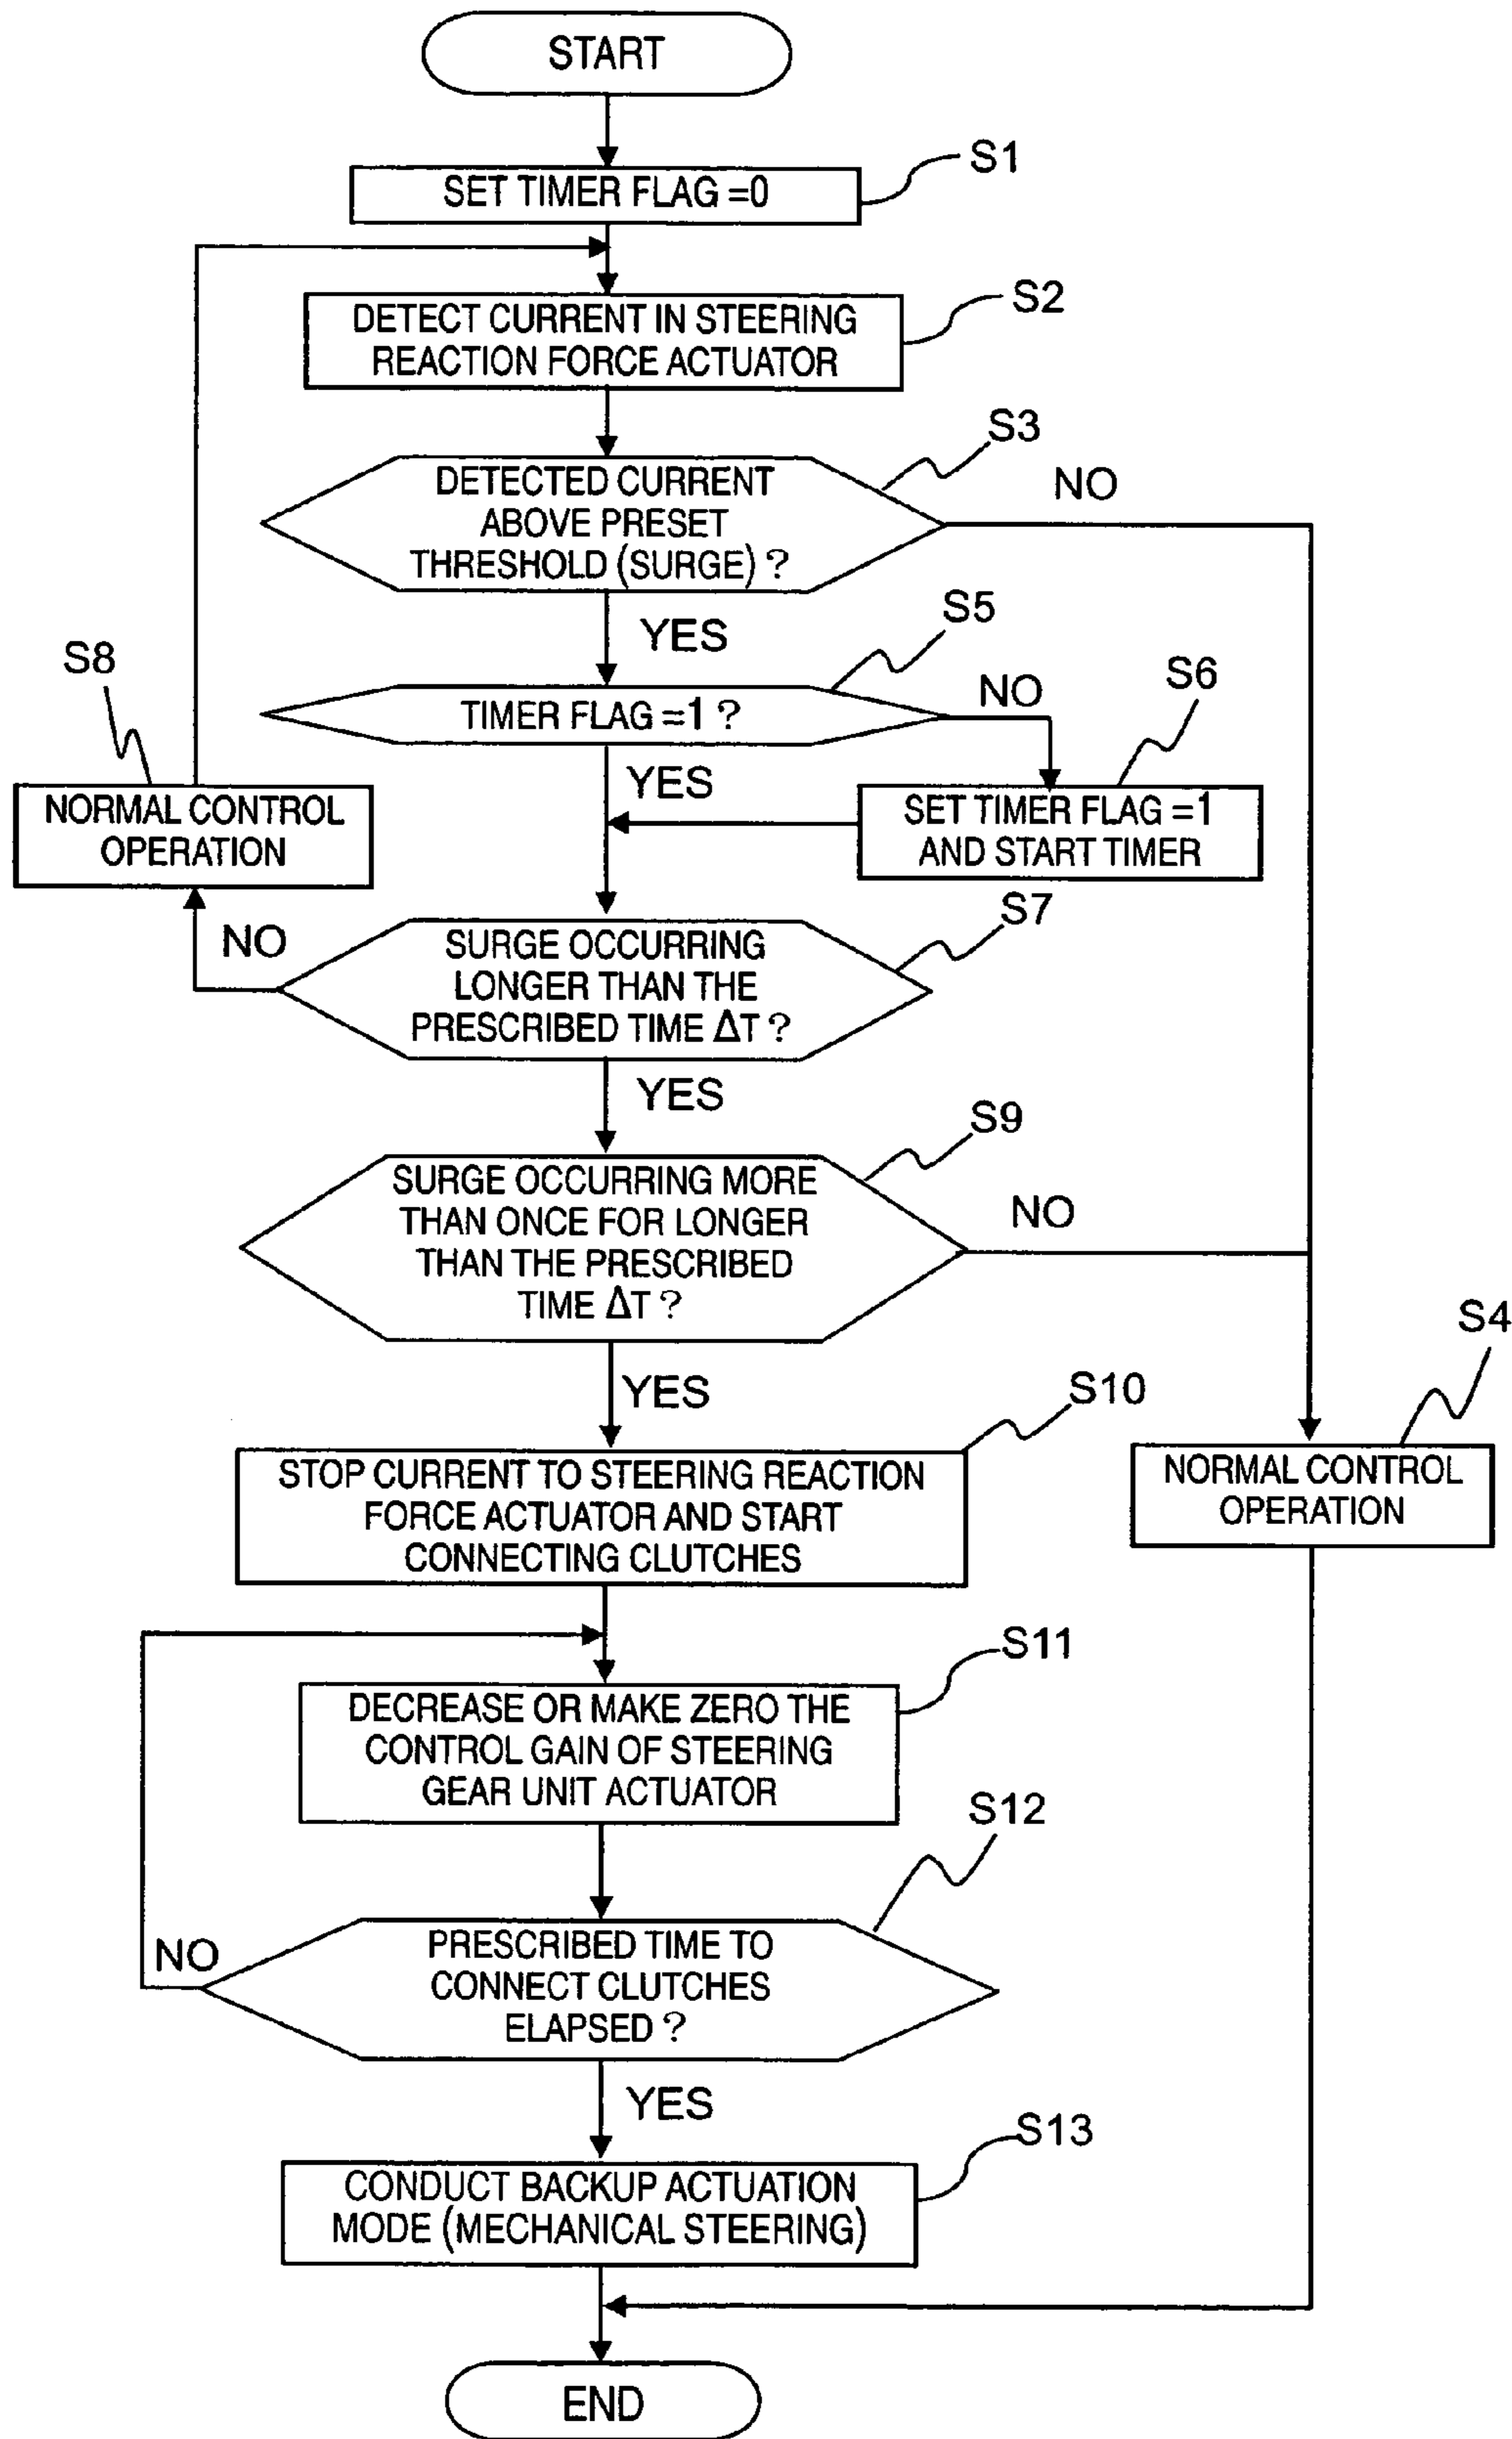 START
S1
SET TIMER FLAG =0
S2
DETECT CURRENT IN STEERING
REACTION FORCE ACTUATOR
S3
DETECTED CURRENT
ABOVE PRESET
THRESHOLD (SURGE) ?
NO
YES
S5
TIMER FLAG =1 ?
NO
S6
SET TIMER FLAG =1
AND START TIMER
S8
NORMAL CONTROL
OPERATION
YES
S7
SURGE OCCURRING
LONGER THAN THE
PRESCRIBED TIME ΔT ?
NO
YES
S9
SURGE OCCURRING MORE
THAN ONCE FOR LONGER
THAN THE PRESCRIBED
TIME ΔT ?
NO
S4
NORMAL CONTROL
OPERATION
YES
S10
STOP CURRENT TO STEERING REACTION
FORCE ACTUATOR AND START
CONNECTING CLUTCHES
S11
DECREASE OR MAKE ZERO THE
CONTROL GAIN OF STEERING
GEAR UNIT ACTUATOR
S12
PRESCRIBED TIME TO
CONNECT CLUTCHES
ELAPSED ?
NO
YES
S13
CONDUCT BACKUP ACTUATION
MODE (MECHANICAL STEERING)
END